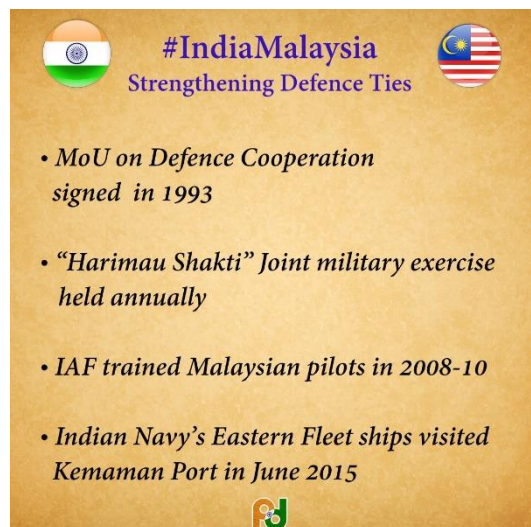 #IndiaMalaysia
Strengthening Defence Ties
• MoU on Defence Cooperation
signed in 1993
• “Harimau Shakti” Joint military exercise
held annually
• IAF trained Malaysian pilots in 2008-10
• Indian Navy’s Eastern Fleet ships visited
Kemaman Port in June 2015